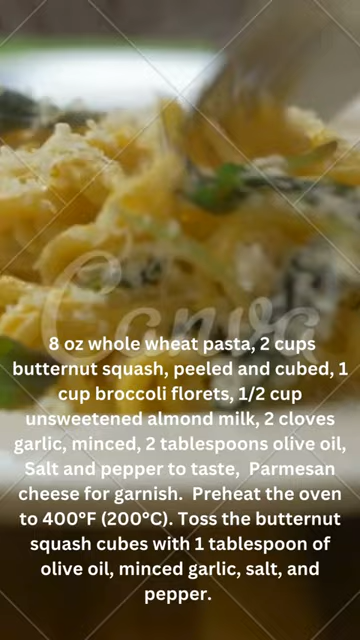 Canva
8 oz whole wheat pasta, 2 cups
butternut squash, peeled and cubed, 1
cup broccoli florets, 1/2 cup
unsweetened almond milk, 2 cloves
garlic, minced, 2 tablespoons olive oil,
Salt and pepper to taste,  Parmesan
cheese for garnish.  Preheat the oven
to 400°F (200°C). Toss the butternut
squash cubes with 1 tablespoon of
olive oil, minced garlic, salt, and
pepper.